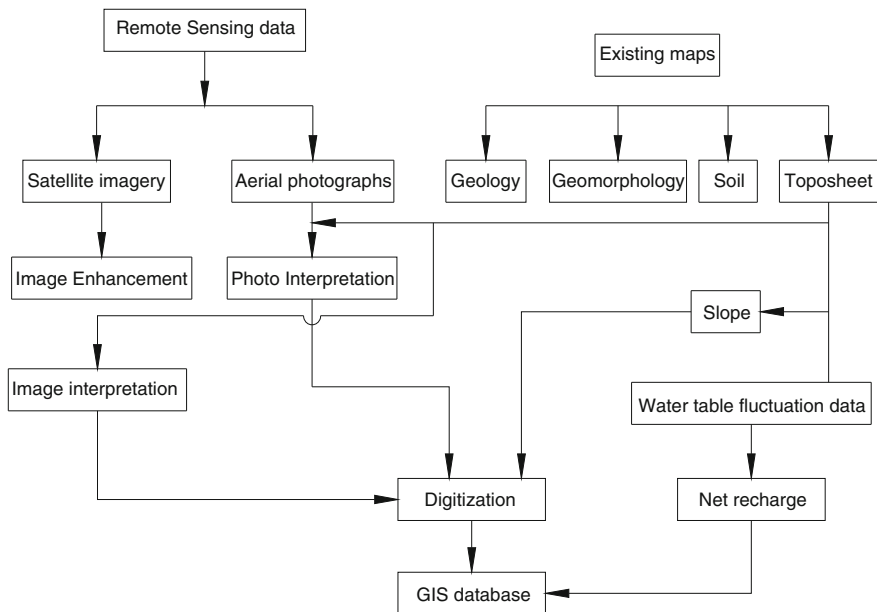 Remote Sensing data
Existing maps
Satellite imagery
Aerial photographs
Geology
Geomorphology
Soil
Toposheet
Image Enhancement
Photo Interpretation
Slope
Image interpretation
Water table fluctuation data
Digitization
Net recharge
GIS database